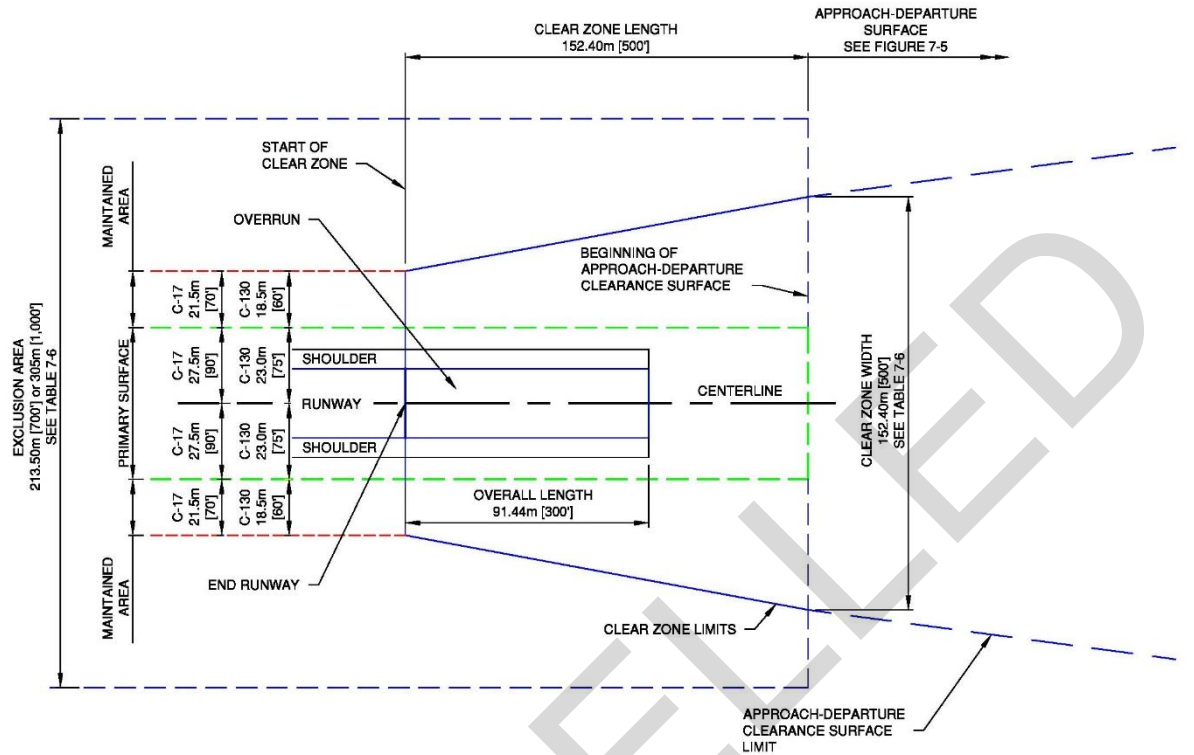 CLEAR ZONE LENGTH
152.40m [500']
APPROACH-DEPARTURE
SURFACE
SEE FIGURE 7-5
START OF
CLEAR ZONE
OVERRUN
BEGINNING OF
APPROACH-DEPARTURE
CLEARANCE SURFACE
EXCLUSION AREA
213.50m [700'] or 305m [1,000']
SEE TABLE 7-6
MAINTAINED
AREA
PRIMARY SURFACE
MAINTAINED
AREA
C-17
21.5m
[70']
C-130
18.5m
[60']
C-17
27.5m
[90']
C-130
23.0m
[75']
C-17
27.5m
[90']
C-130
23.0m
[75']
C-17
21.5m
[70']
C-130
18.5m
[60']
SHOULDER
RUNWAY
CENTERLINE
SHOULDER
CLEAR ZONE WIDTH
152.40m [500']
SEE TABLE 7-6
OVERALL LENGTH
91.44m [300']
END RUNWAY
CLEAR ZONE LIMITS
APPROACH-DEPARTURE
CLEARANCE SURFACE
LIMIT
ELLED